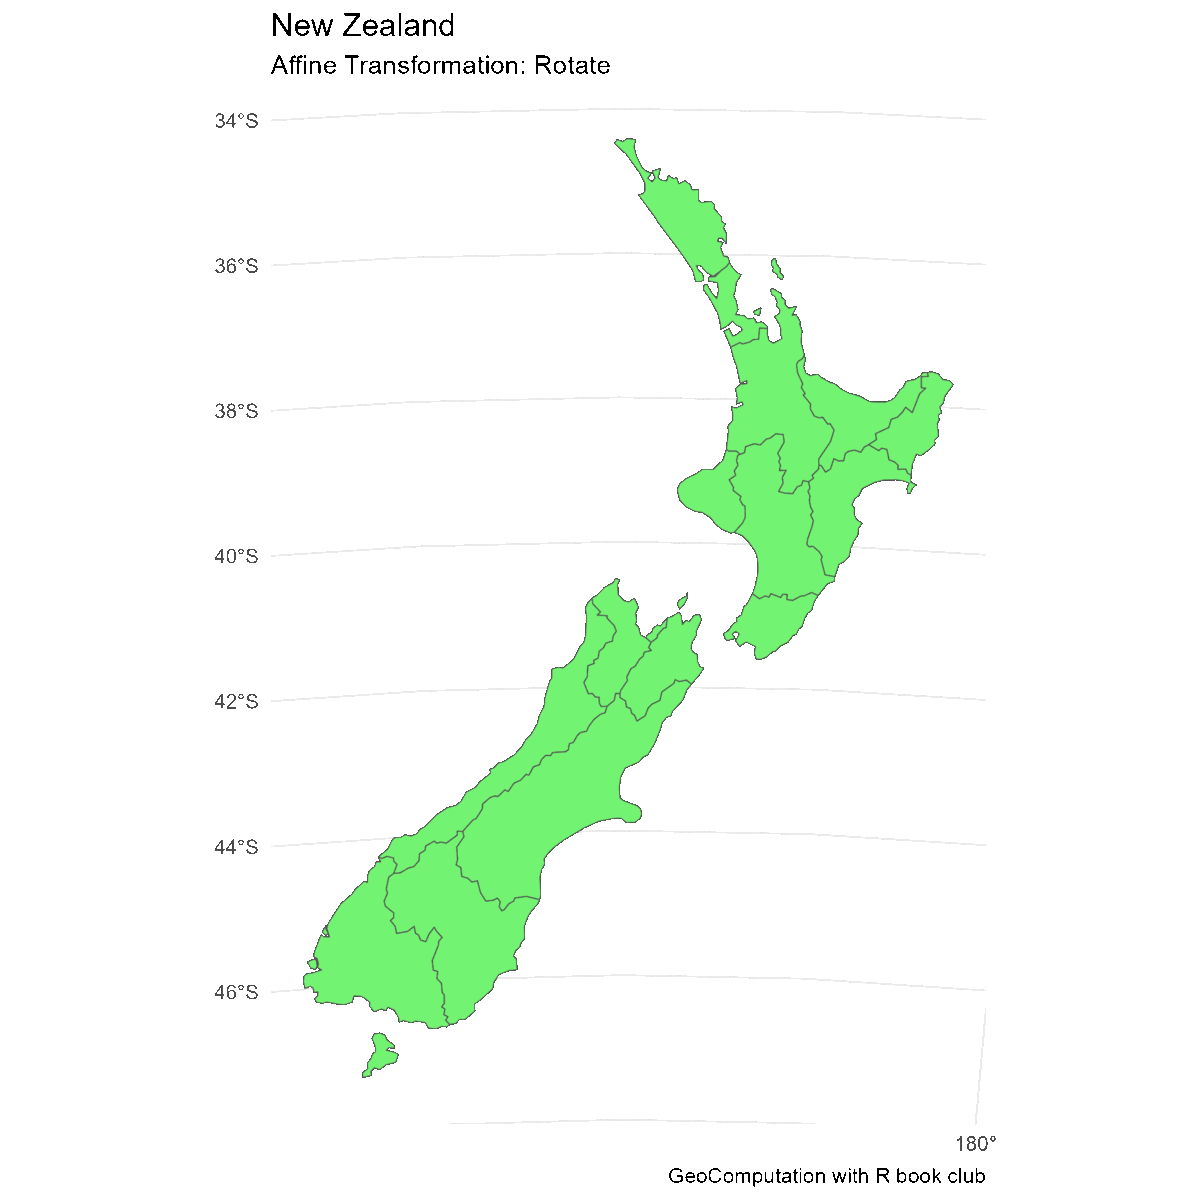 New Zealand
Affine Transformation: Rotate
34°S
36°S
38°S
40°S
42°S
44°S
46°S
180°
GeoComputation with R book club